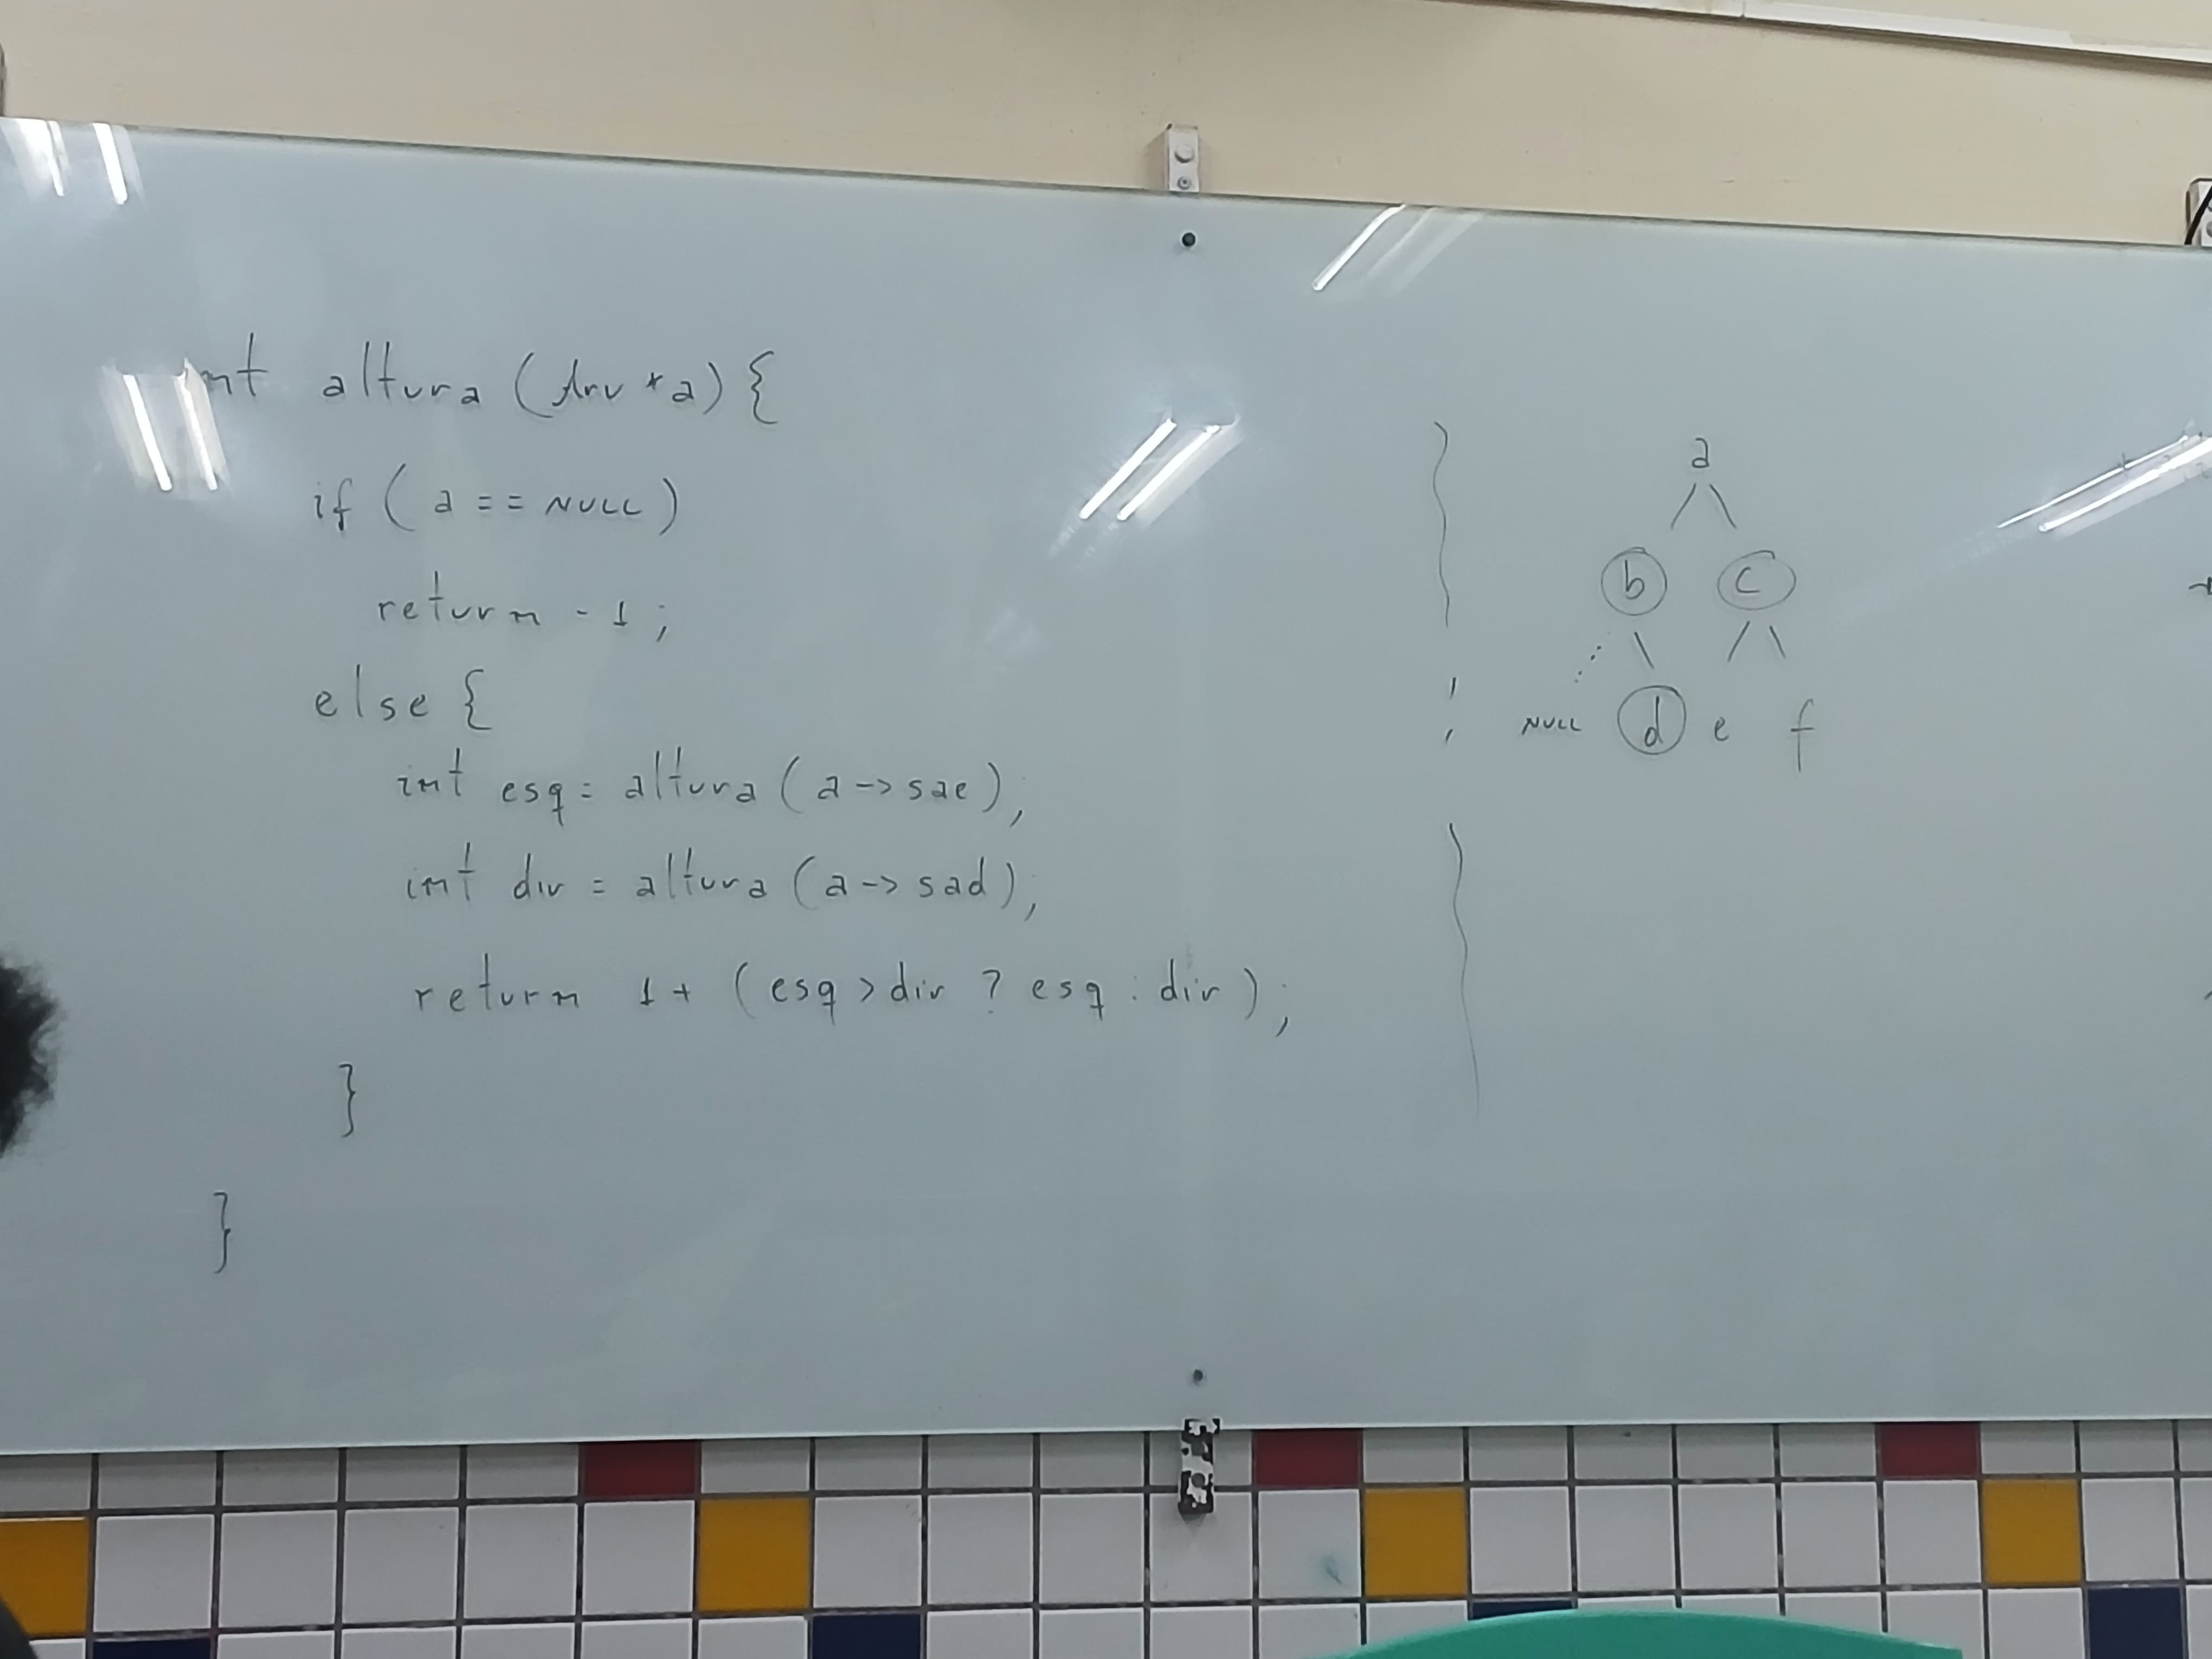 int altura (Arv *a) {
if ( a == NULL )
return -1 ;
else {
int esq = altura ( a -> sae ) ;
int dir = altura ( a -> sad ) ;
return 1 + ( esq > dir ? esq : dir ) ;
}
}
a
b c
NULL d e f